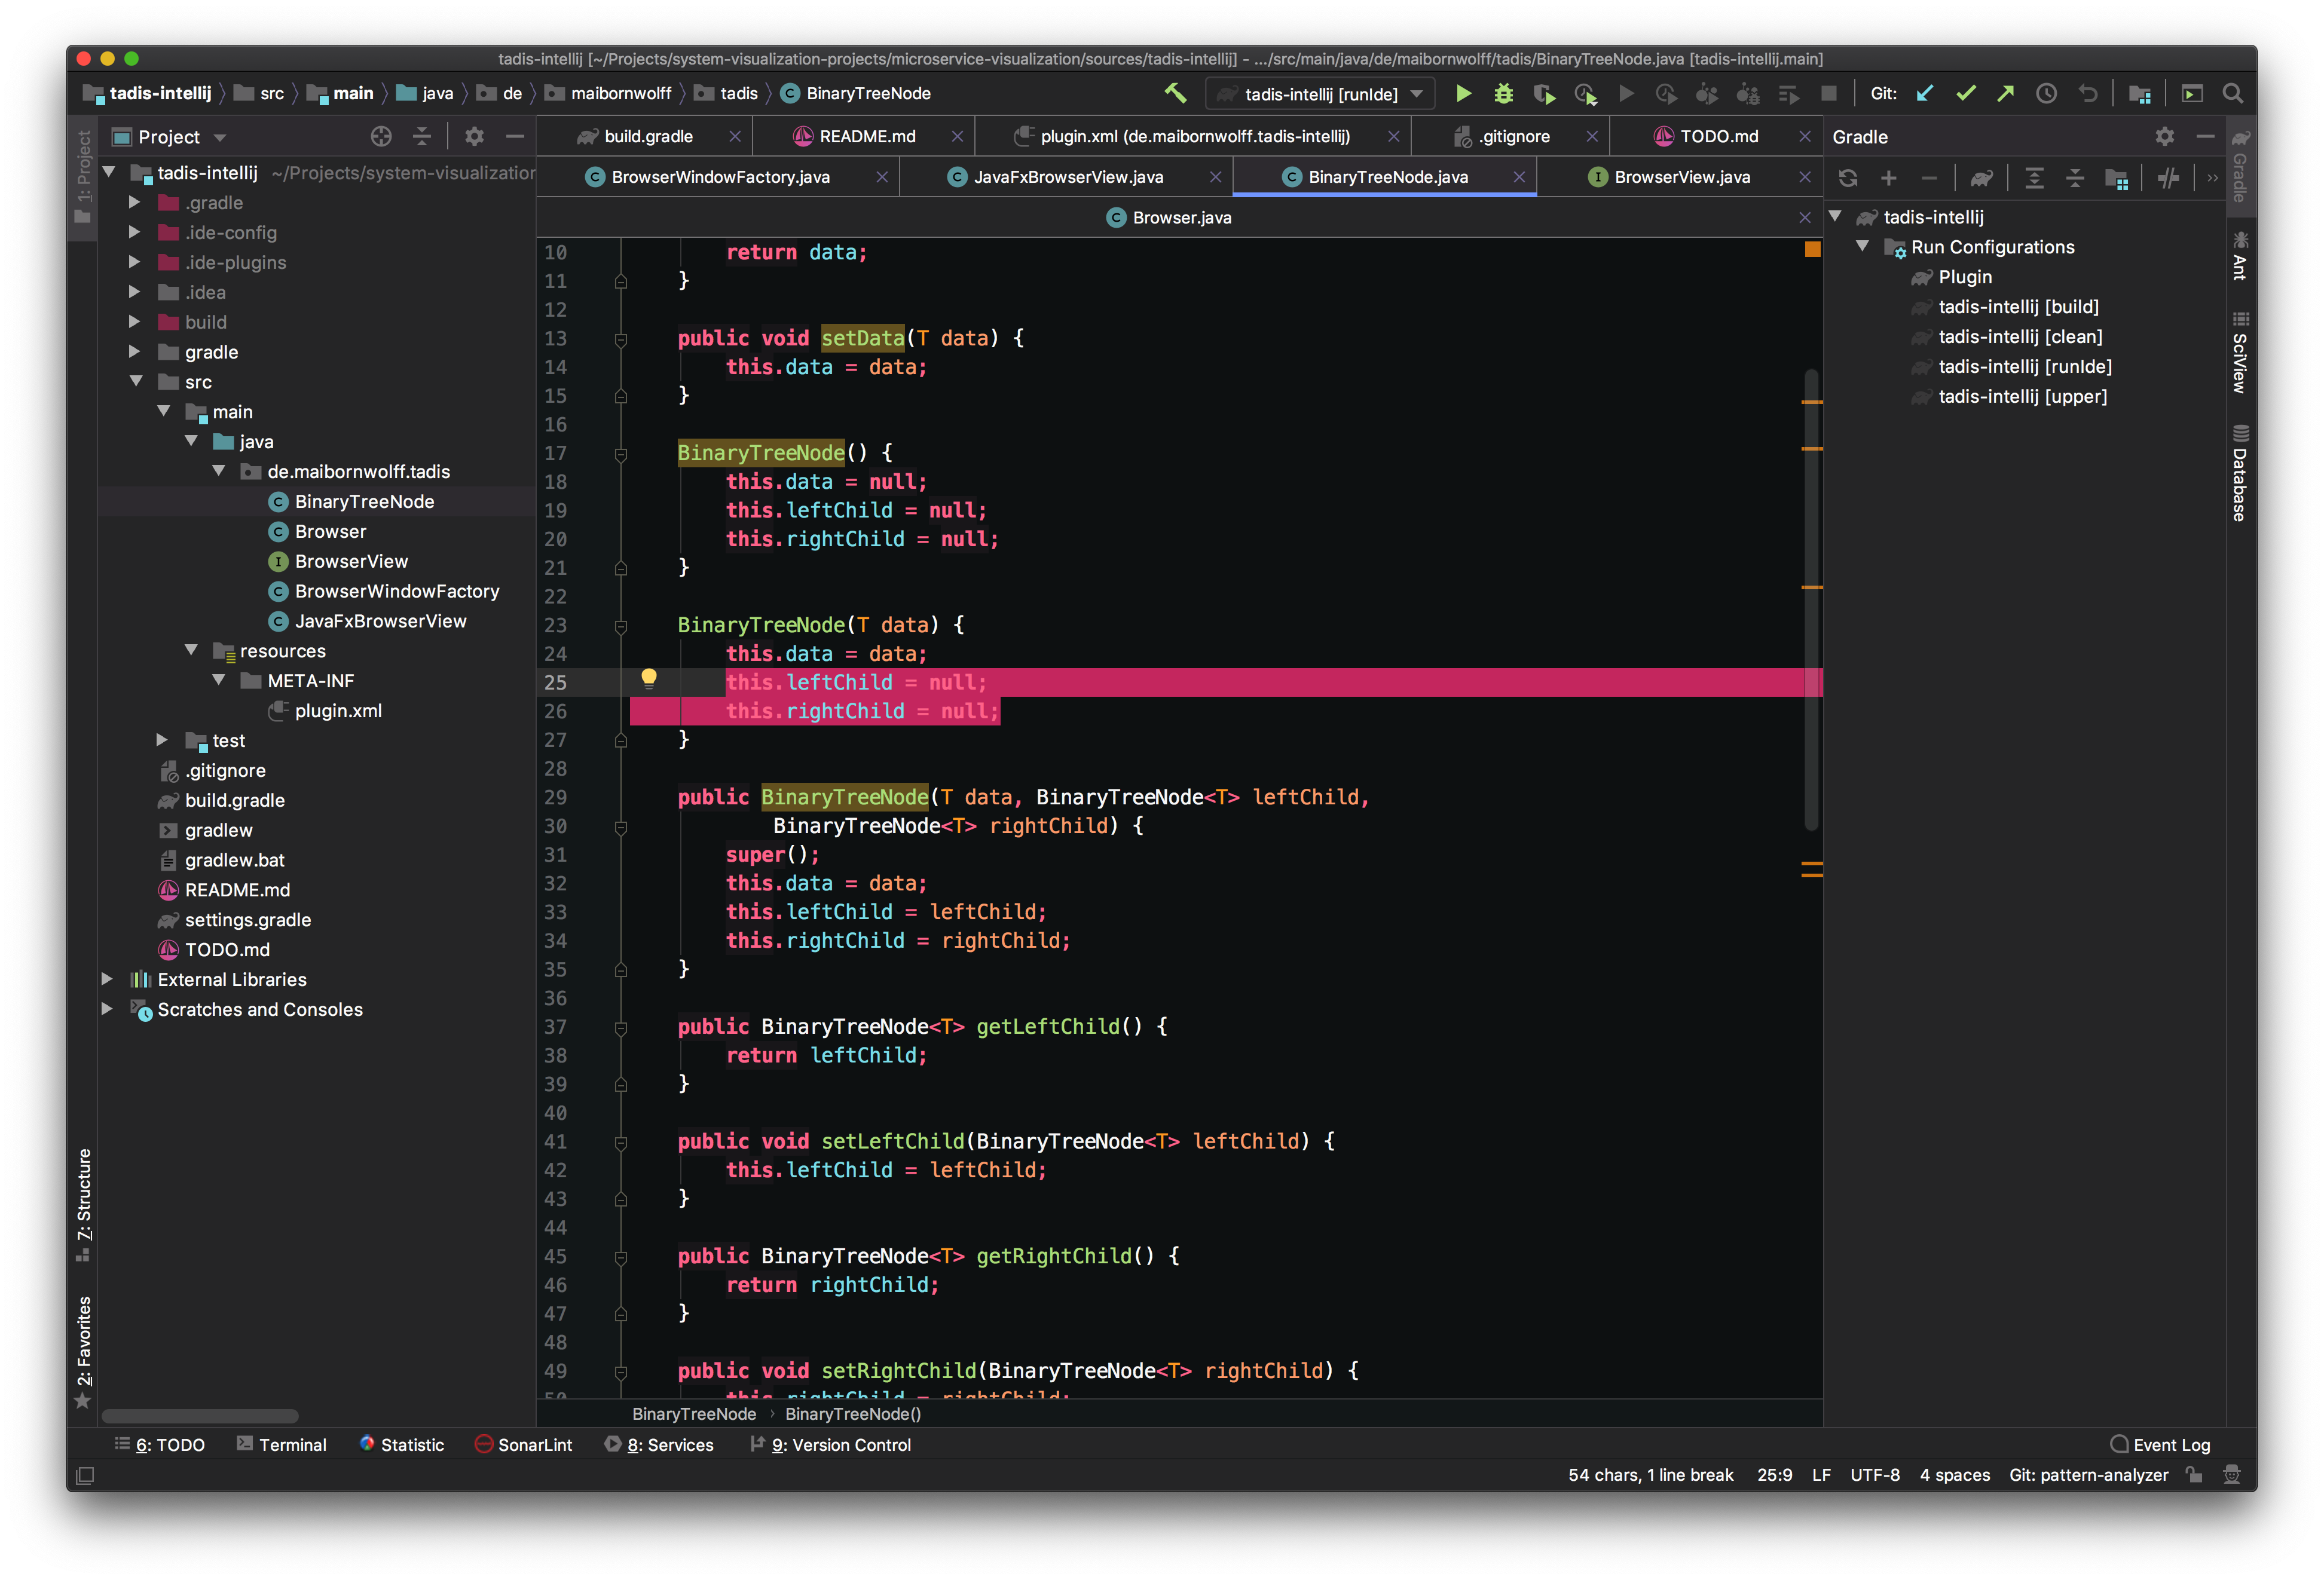 tadis-intellij [~/Projects/system-visualization-projects/microservice-visualization/sources/tadis-intellij] - .../src/main/java/de/maibornwolff/tadis/BinaryTreeNode.java [tadis-intellij.main]
tadis-intellij src main java de maibornwolff tadis BinaryTreeNode
tadis-intellij [runIde]
Git:
1: Project
Project
build.gradle
README.md
plugin.xml (de.maibornwolff.tadis-intellij)
.gitignore
TODO.md
BrowserWindowFactory.java
JavaFxBrowserView.java
BinaryTreeNode.java
BrowserView.java
Browser.java
tadis-intellij ~/Projects/system-visualization
.gradle
.ide-config
.ide-plugins
.idea
build
gradle
src
main
java
de.maibornwolff.tadis
BinaryTreeNode
Browser
BrowserView
BrowserWindowFactory
JavaFxBrowserView
resources
META-INF
plugin.xml
test
.gitignore
build.gradle
gradlew
gradlew.bat
README.md
settings.gradle
TODO.md
External Libraries
Scratches and Consoles
7: Structure
2: Favorites
10 return data;
11 }
12
13 public void setData(T data) {
14 this.data = data;
15 }
16
17 BinaryTreeNode() {
18 this.data = null;
19 this.leftChild = null;
20 this.rightChild = null;
21 }
22
23 BinaryTreeNode(T data) {
24 this.data = data;
25 this.leftChild = null;
26 this.rightChild = null;
27 }
28
29 public BinaryTreeNode(T data, BinaryTreeNode<T> leftChild,
30 BinaryTreeNode<T> rightChild) {
31 super();
32 this.data = data;
33 this.leftChild = leftChild;
34 this.rightChild = rightChild;
35 }
36
37 public BinaryTreeNode<T> getLeftChild() {
38 return leftChild;
39 }
40
41 public void setLeftChild(BinaryTreeNode<T> leftChild) {
42 this.leftChild = leftChild;
43 }
44
45 public BinaryTreeNode<T> getRightChild() {
46 return rightChild;
47 }
48
49 public void setRightChild(BinaryTreeNode<T> rightChild) {
50 this.rightChild = rightChild;
BinaryTreeNode › BinaryTreeNode()
Gradle
tadis-intellij
Run Configurations
Plugin
tadis-intellij [build]
tadis-intellij [clean]
tadis-intellij [runIde]
tadis-intellij [upper]
Gradle
Ant
SciView
Database
6: TODO
Terminal
Statistic
SonarLint
8: Services
9: Version Control
Event Log
54 chars, 1 line break 25:9 LF UTF-8 4 spaces Git: pattern-analyzer